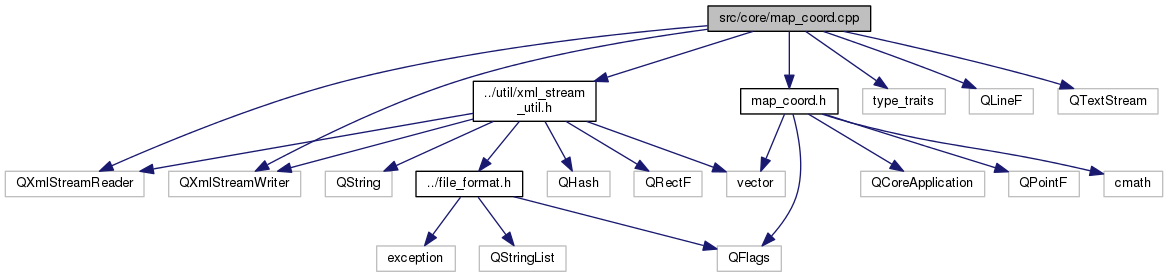 src/core/map_coord.cpp
../util/xml_stream
_util.h
map_coord.h
type_traits
QLineF
QTextStream
QXmlStreamReader
QXmlStreamWriter
QString
../file_format.h
QHash
QRectF
vector
QCoreApplication
QPointF
cmath
exception
QStringList
QFlags